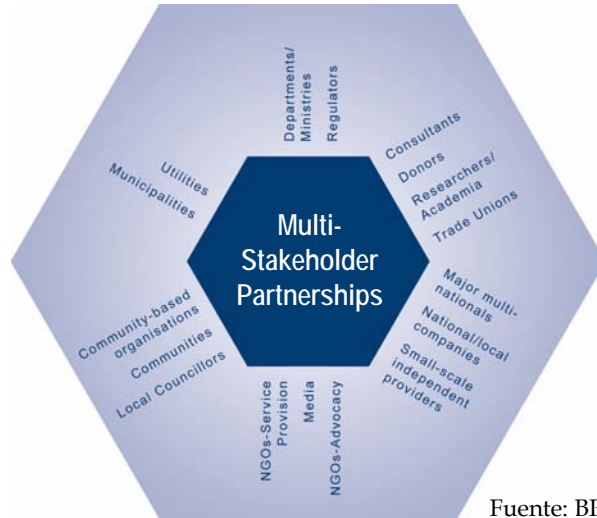 Departments/
Ministries
Regulators
Consultants
Donors
Researchers/
Academia
Trade Unions
Major multi-
nationals
National/local
companies
Small-scale
independent
providers
NGOs-Advocacy
Media
NGOs-Service
Provision
Local Councillors
Communities
Community-based
organisations
Municipalities
Utilities
Multi-
Stakeholder
Partnerships
Fuente: